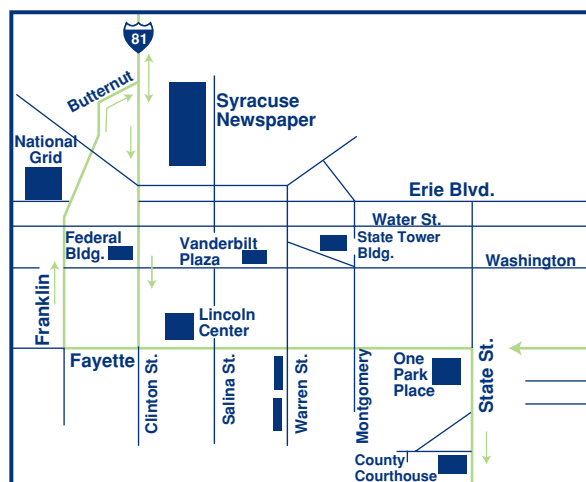 81
Butternut
Syracuse
Newspaper
National
Grid
Erie Blvd.
Water St.
Federal
Bldg.
Vanderbilt
Plaza
State Tower
Bldg.
Washington
Franklin
Lincoln
Center
Fayette
Clinton St.
Salina St.
Warren St.
Montgomery
One
Park
Place
State St.
County
Courthouse